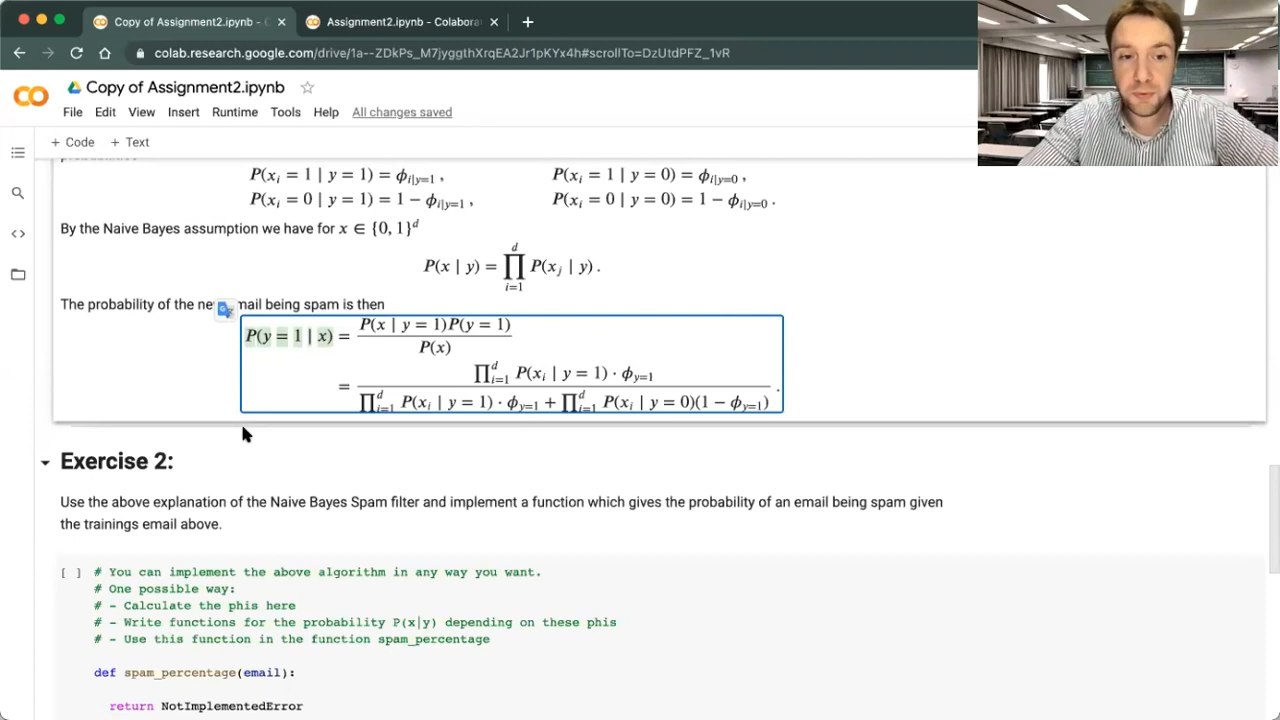 Copy of Assignment2.ipynb - C
Assignment2.ipynb - Colabora
colab.research.google.com/drive/1a--ZDkPs_M7jyggthXrqEA2Jr1pKYx4h#scrollTo=DzUtdPFZ_1vR
Copy of Assignment2.ipynb
File Edit View Insert Runtime Tools Help All changes saved
+ Code + Text
P(x_i = 1 | y = 1) = ϕ_{i|y=1} , P(x_i = 1 | y = 0) = ϕ_{i|y=0} ,
P(x_i = 0 | y = 1) = 1 − ϕ_{i|y=1} , P(x_i = 0 | y = 0) = 1 − ϕ_{i|y=0} .
By the Naive Bayes assumption we have for x ∈ {0, 1}^d
P(x | y) = ∏_{i=1}^d P(x_j | y) .
The probability of the ne mail being spam is then
P(y = 1 | x) = P(x | y = 1)P(y = 1) / P(x)
= ∏_{i=1}^d P(x_i | y = 1) · ϕ_{y=1} / ∏_{i=1}^d P(x_i | y = 1) · ϕ_{y=1} + ∏_{i=1}^d P(x_i | y = 0)(1 − ϕ_{y=1}) .
Exercise 2:
Use the above explanation of the Naive Bayes Spam filter and implement a function which gives the probability of an email being spam given
the trainings email above.
[ ] # You can implement the above algorithm in any way you want.
# One possible way:
# - Calculate the phis here
# - Write functions for the probability P(x|y) depending on these phis
# - Use this function in the function spam_percentage
def spam_percentage(email):
return NotImplementedError